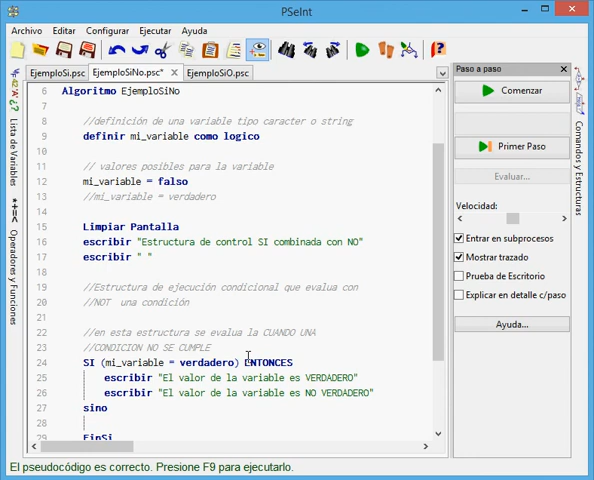 PSeInt
Archivo Editar Configurar Ejecutar Ayuda
EjemploSi.psc EjemploSiNo.psc* EjemploSiO.psc
Lista de Variables
Operadores y Funciones
6 Algoritmo EjemploSiNo
7
8 //definición de una variable tipo caracter o string
9 definir mi_variable como logico
10
11 // valores posibles para la variable
12 mi_variable = falso
13 //mi_variable = verdadero
14
15 Limpiar Pantalla
16 escribir "Estructura de control SI combinada con NO"
17 escribir " "
18
19 //Estructura de ejecución condicional que evalua con
20 //NOT una condición
21
22 //en esta estructura se evalua la CUANDO UNA
23 //CONDICION NO SE CUMPLE
24 SI (mi_variable = verdadero) ENTONCES
25 escribir "El valor de la variable es VERDADERO"
26 escribir "El valor de la variable es NO VERDADERO"
27 sino
28
29 FinSi
Paso a paso
Comenzar
Primer Paso
Evaluar...
Velocidad:
Entrar en subprocesos
Mostrar trazado
Prueba de Escritorio
Explicar en detalle c/paso
Ayuda...
Comandos y Estructuras
El pseudocódigo es correcto. Presione F9 para ejecutarlo.